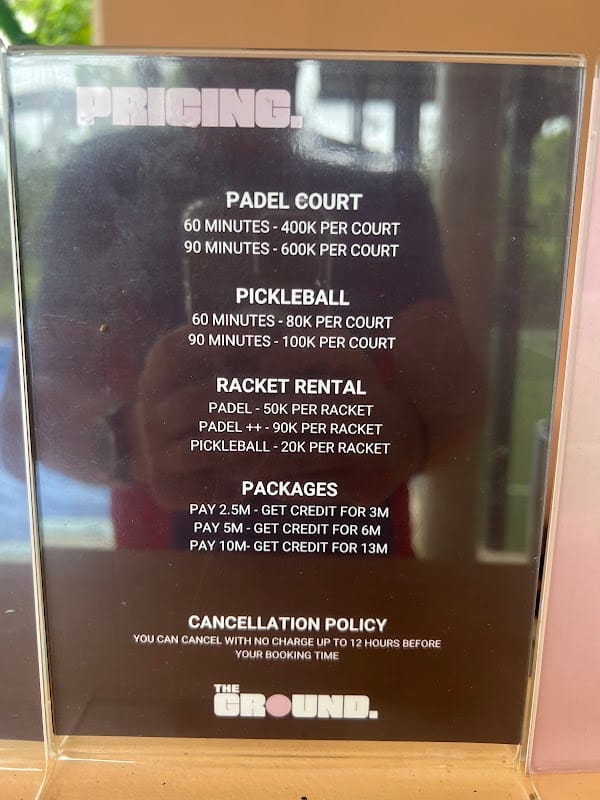 PRICING.
PADEL COURT
60 MINUTES - 400K PER COURT
90 MINUTES - 600K PER COURT
PICKLEBALL
60 MINUTES - 80K PER COURT
90 MINUTES - 100K PER COURT
RACKET RENTAL
PADEL - 50K PER RACKET
PADEL ++ - 90K PER RACKET
PICKLEBALL - 20K PER RACKET
PACKAGES
PAY 2.5M - GET CREDIT FOR 3M
PAY 5M - GET CREDIT FOR 6M
PAY 10M- GET CREDIT FOR 13M
CANCELLATION POLICY
YOU CAN CANCEL WITH NO CHARGE UP TO 12 HOURS BEFORE
YOUR BOOKING TIME
THE
GROUND.